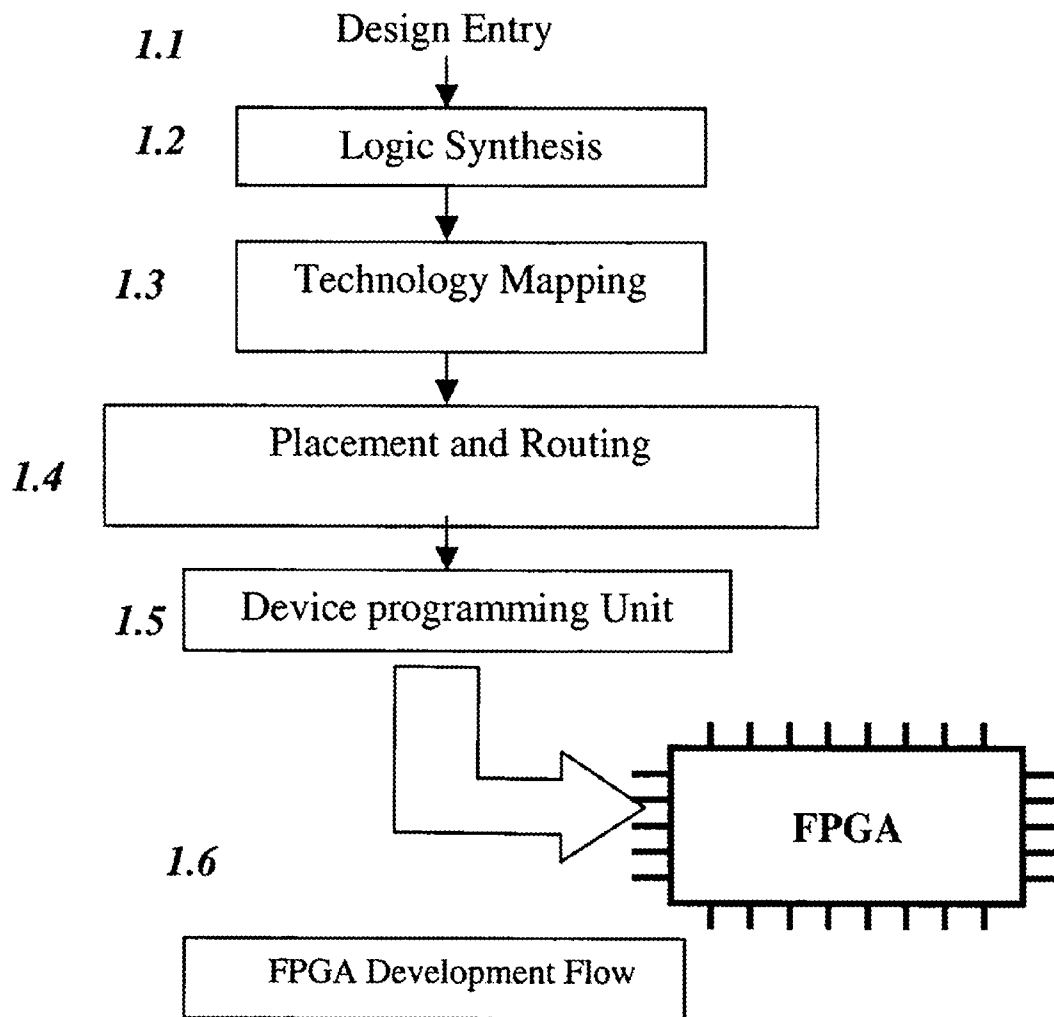 1.1 Design Entry
1.2 Logic Synthesis
1.3 Technology Mapping
1.4 Placement and Routing
1.5 Device programming Unit
FPGA
1.6
FPGA Development Flow